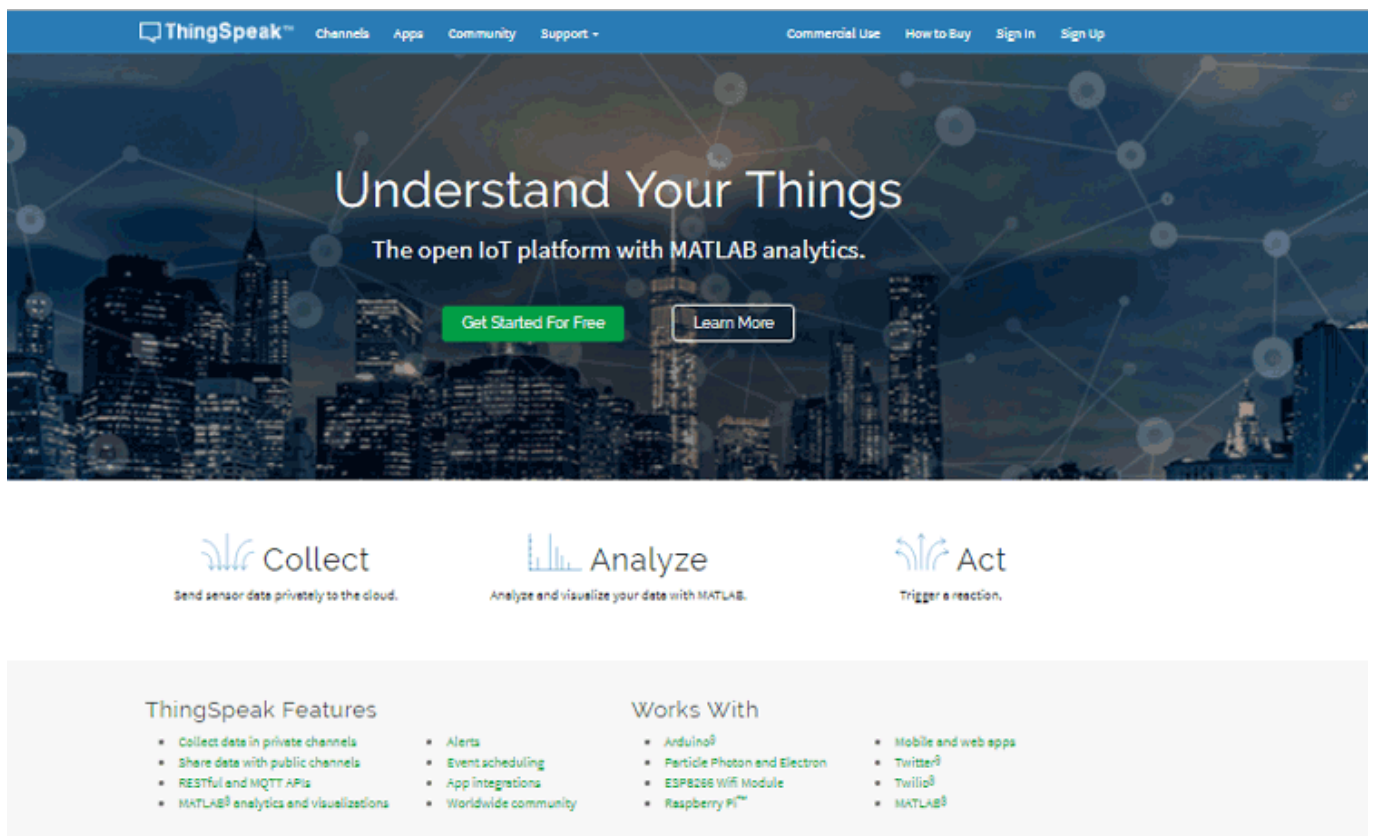 ThingSpeak™ Channels Apps Community Support Commercial Use How to Buy Sign In Sign Up
Understand Your Things
The open IoT platform with MATLAB analytics.
Get Started For Free Learn More
Collect Analyze Act
Send sensor data privately to the cloud. Analyze and visualize your data with MATLAB. Trigger a reaction.
ThingSpeak Features Works With
Collect data in private channels Alerts Arduino® Mobile and web apps
Share data with public channels Event scheduling Particle Photon and Electron Twitter®
RESTful and MQTT APIs App integrations ESP8266 Wifi Module Twilio®
MATLAB® analytics and visualizations Worldwide community Raspberry Pi™ MATLAB®